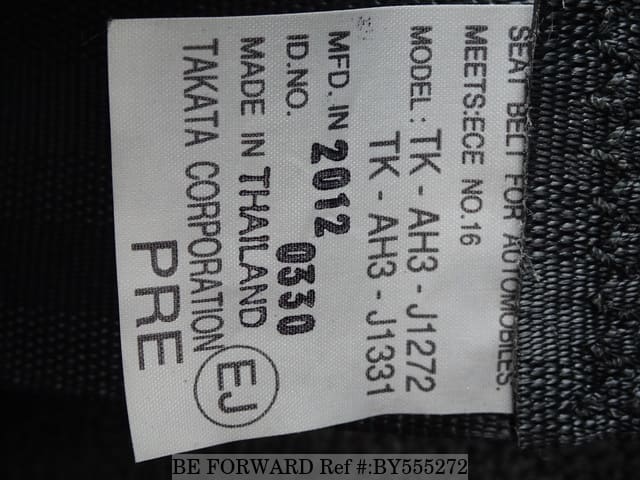 SEAT BELT FOR AUTOMOBILES.
MEETS:ECE NO.16
MODEL : TK - AH3 - J1272
TK - AH3 - J1331
MFD. IN 2012
ID.NO. 0330
MADE IN THAILAND
TAKATA CORPORATION
PRE
EJ
BE FORWARD Ref #:BY555272